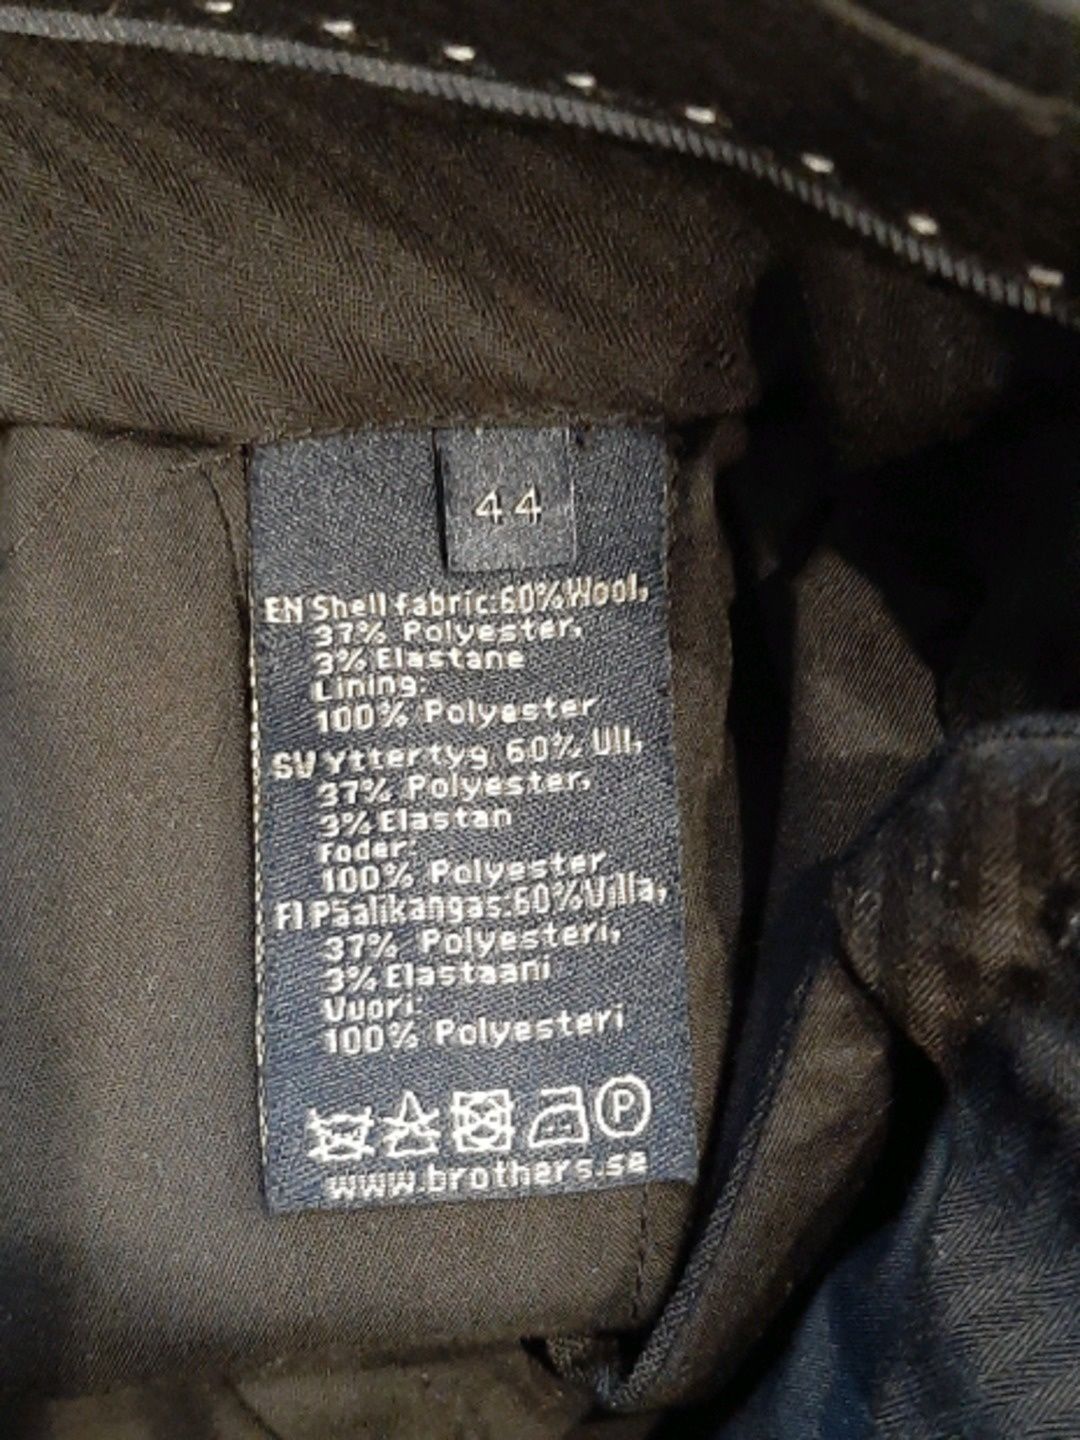 44
EN Shell fabric:60%Wool,
37% Polyester,
3% Elastane
Lining:
100% Polyester
SV Yttertyg 60% Ull,
37% Polyester,
3% Elastan
Foder:
100% Polyester
FI Päälikangas:60%Villa,
37% Polyesteri,
3% Elastaani
Vuori:
100% Polyesteri
P
www.brothers.se